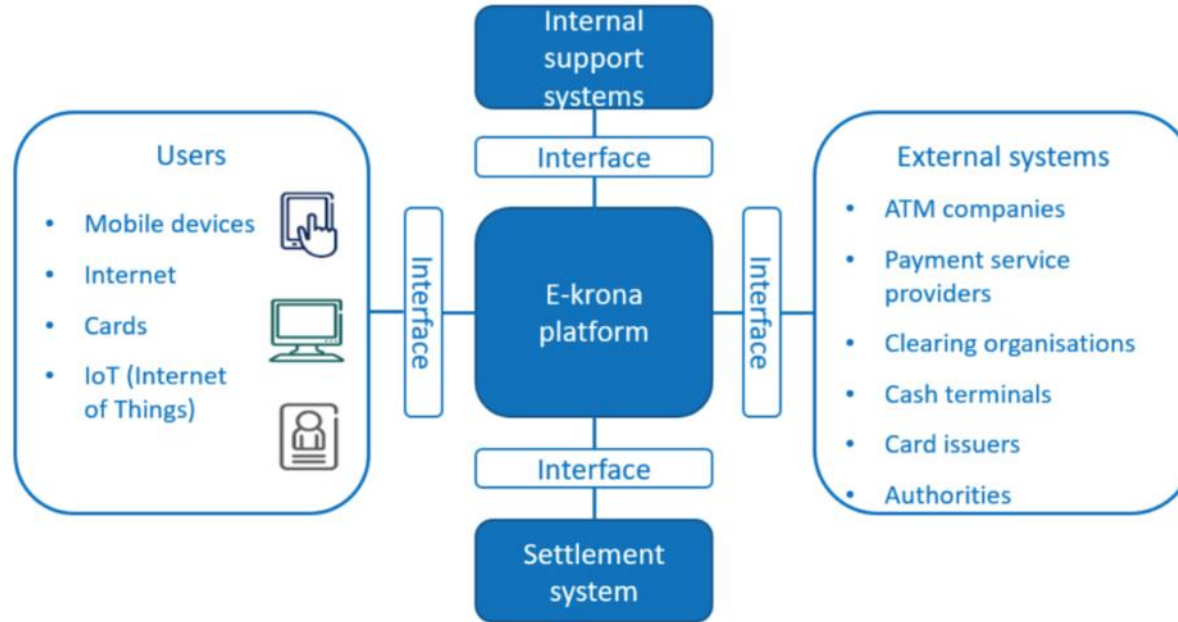 Internal
support
systems
Interface
Users
• Mobile devices
• Internet
• Cards
• IoT (Internet
of Things)
Interface
E-krona
platform
Interface
External systems
• ATM companies
• Payment service
providers
• Clearing organisations
• Cash terminals
• Card issuers
• Authorities
Interface
Settlement
system